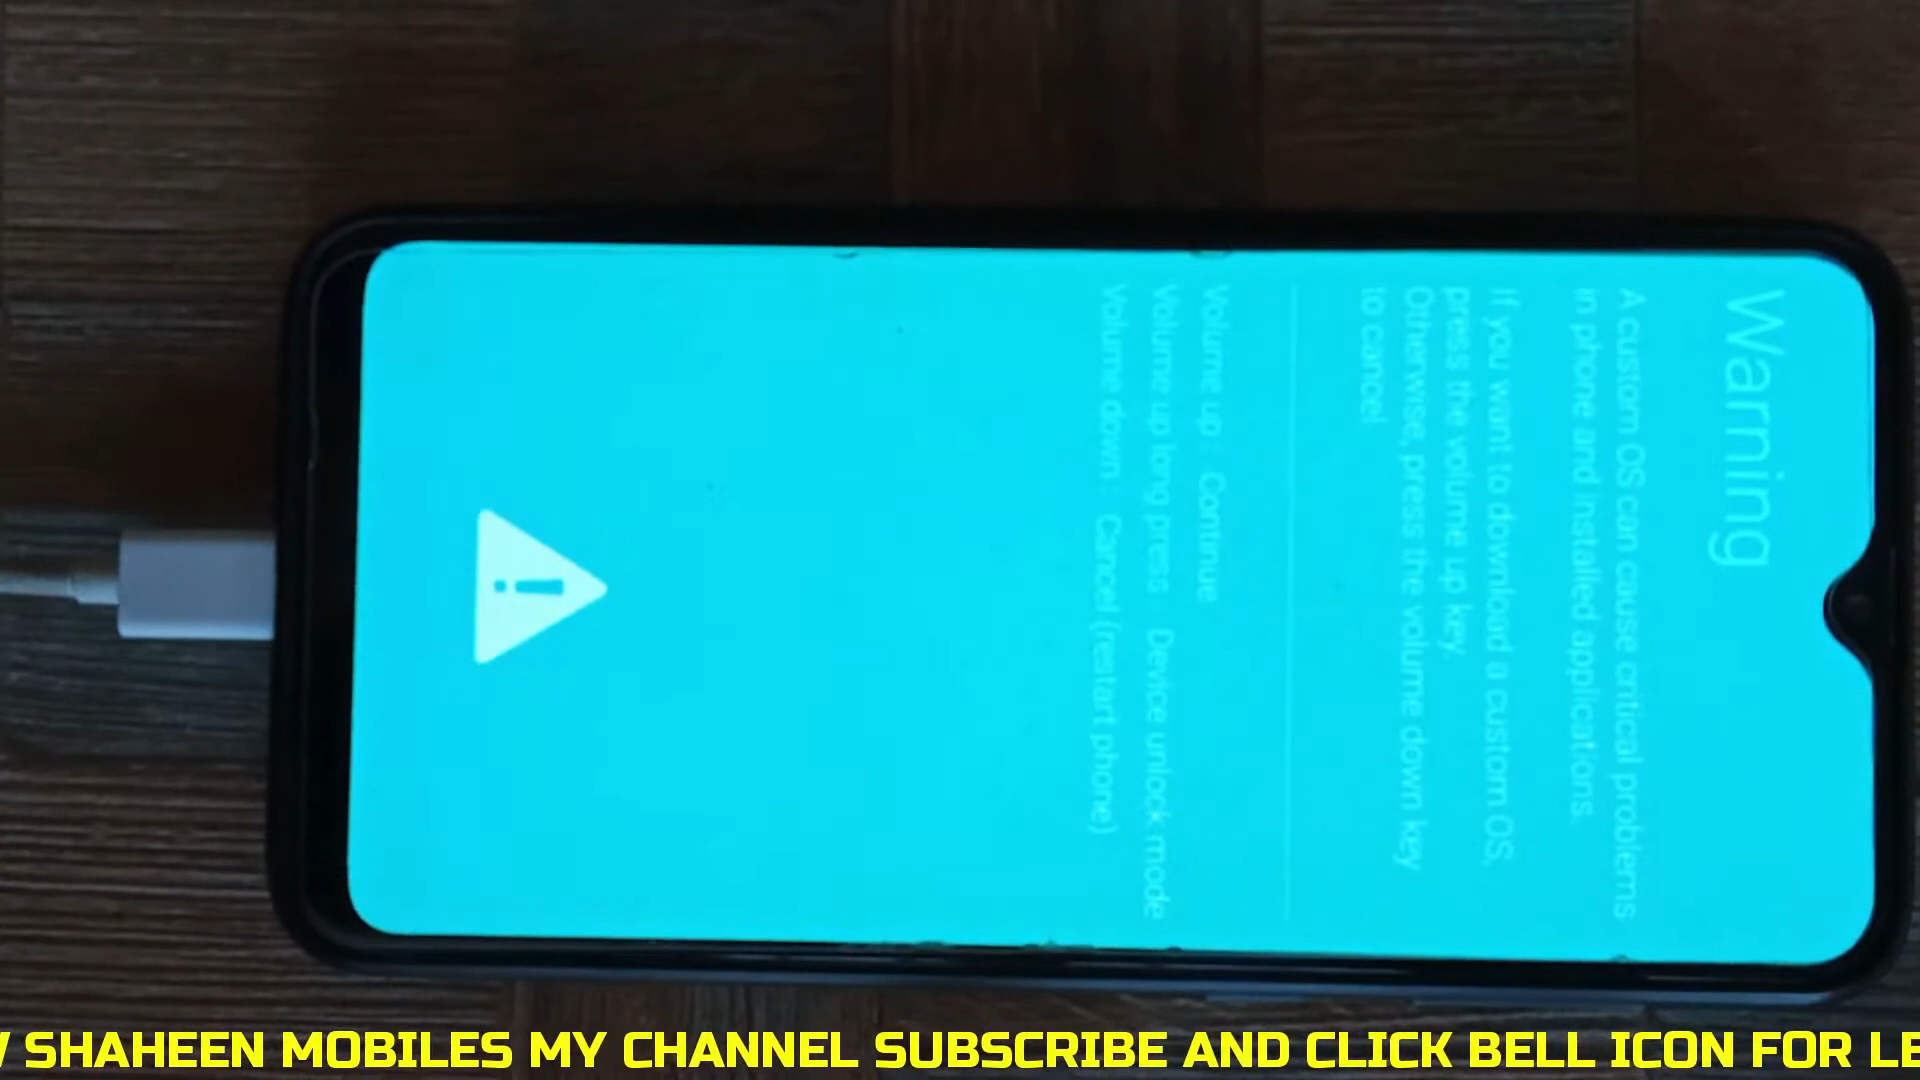 Warning
A custom OS can cause critical problems
in phone and installed applications.
If you want to download a custom OS,
press the volume up key.
Otherwise, press the volume down key
to cancel
Volume up : Continue
Volume up long press : Device unlock mode
Volume down : Cancel (restart phone)
SHAHEEN MOBILES MY CHANNEL SUBSCRIBE AND CLICK BELL ICON FOR LE